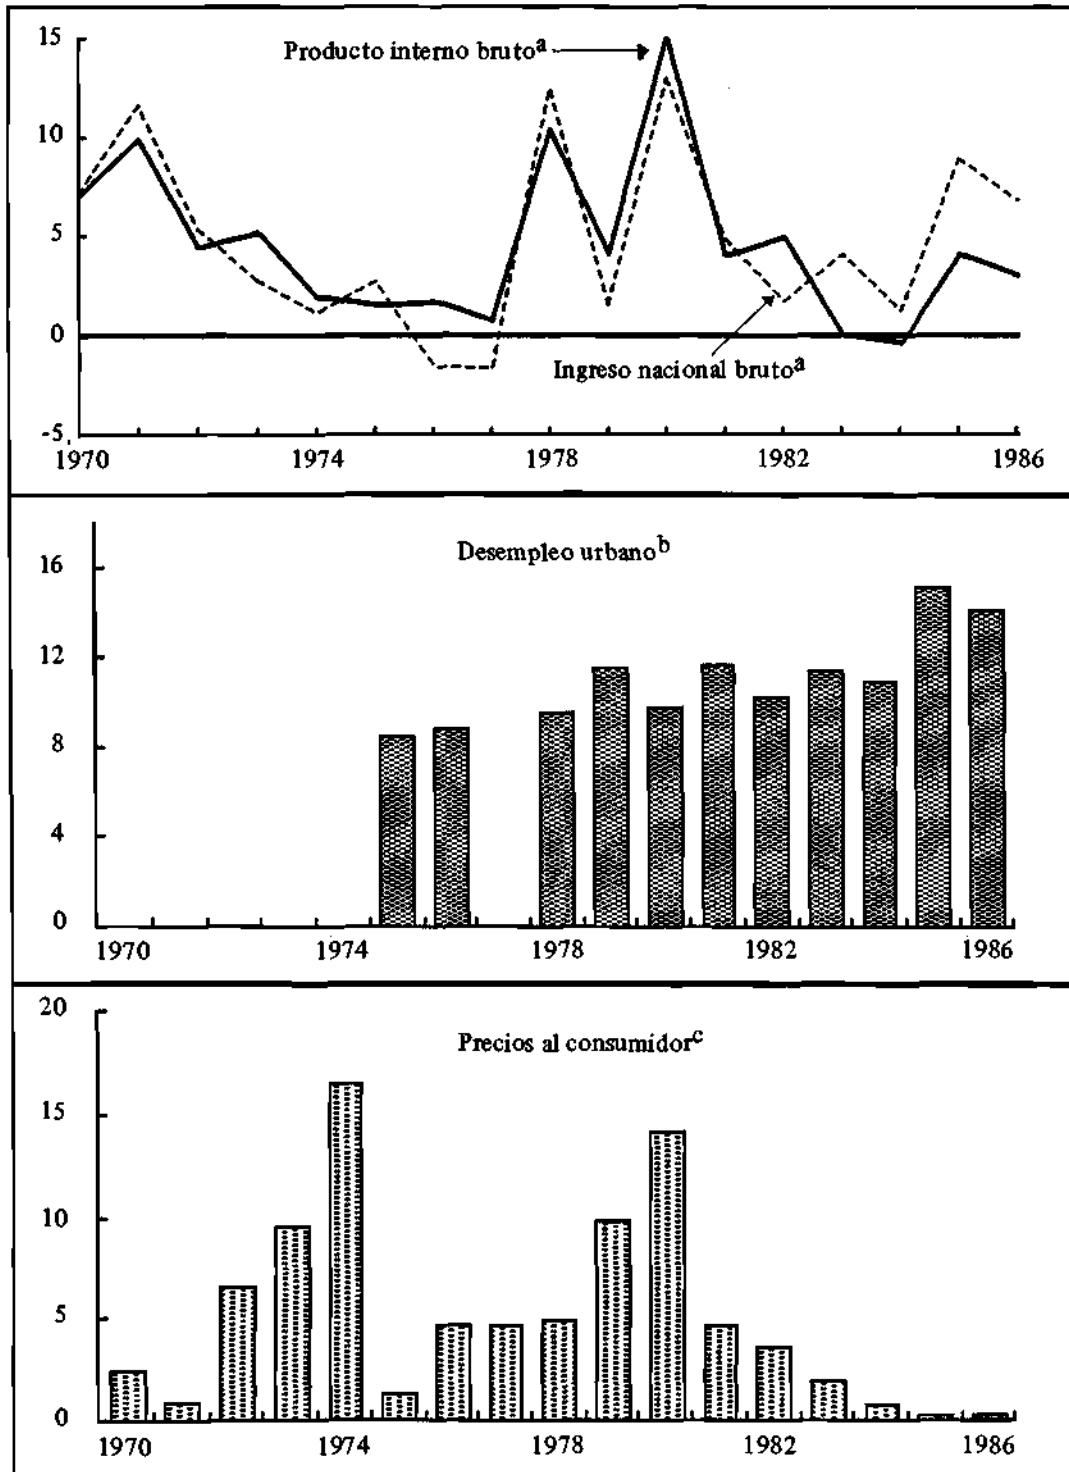 15
Producto interno bruto^a
10
5
0
Ingreso nacional bruto^a
-5
1970 1974 1978 1982 1986
Desempleo urbano^b
16
12
8
4
0
1970 1974 1978 1982 1986
20
Precios al consumidor^c
15
10
5
0
1970 1974 1978 1982 1986